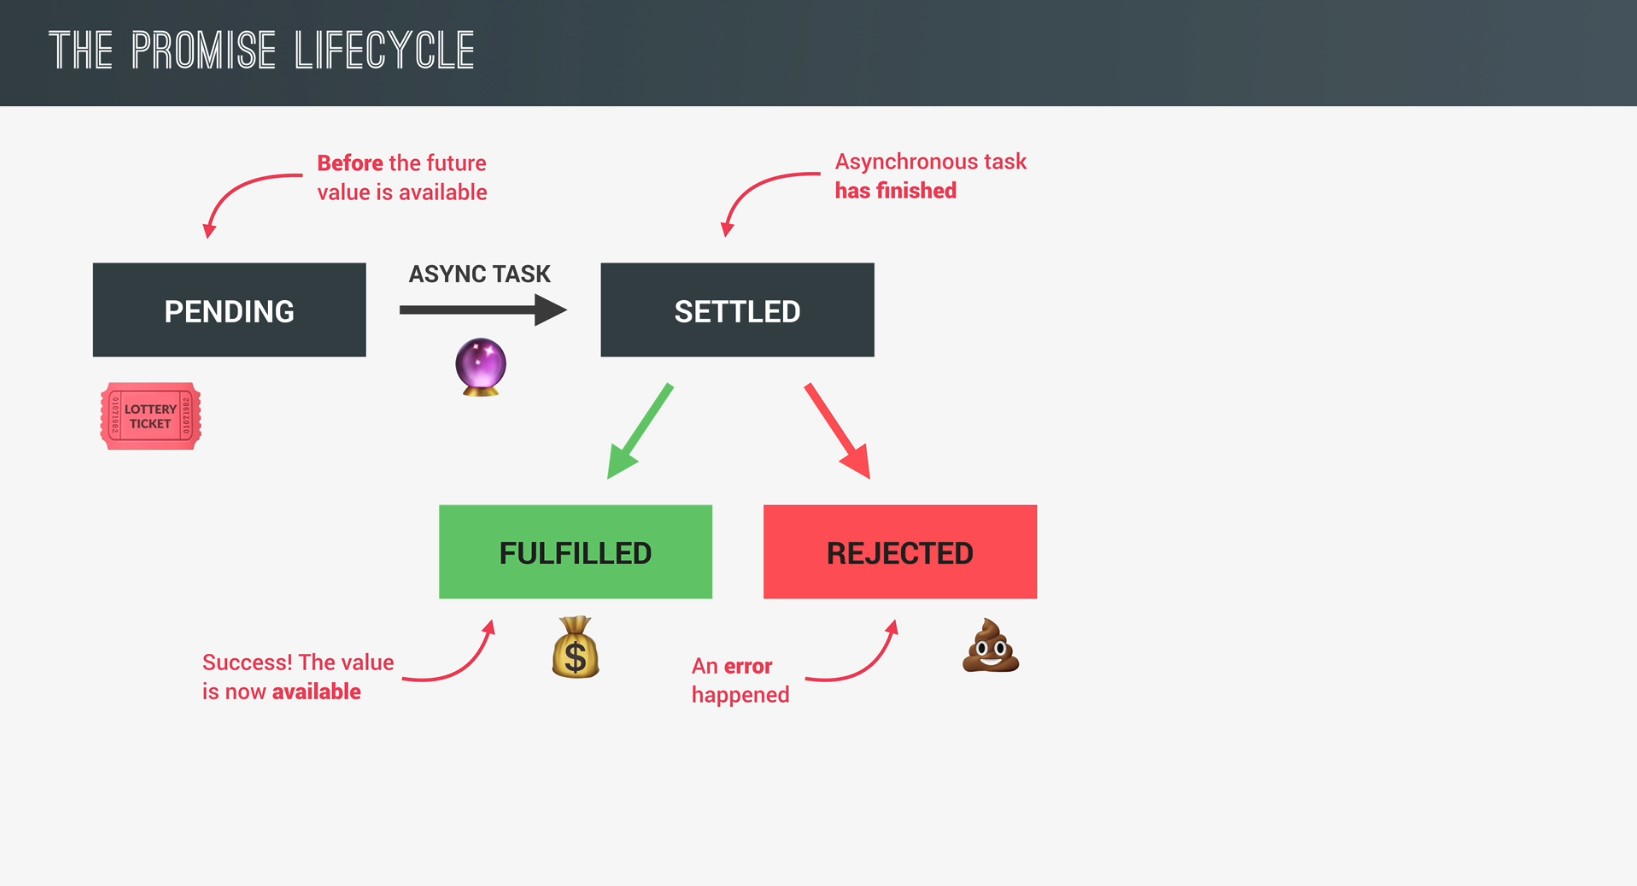 THE PROMISE LIFECYCLE
Before the future
value is available
Asynchronous task
has finished
PENDING
ASYNC TASK
SETTLED
LOTTERY
TICKET
FULFILLED
REJECTED
Success! The value
is now available
$
An error
happened